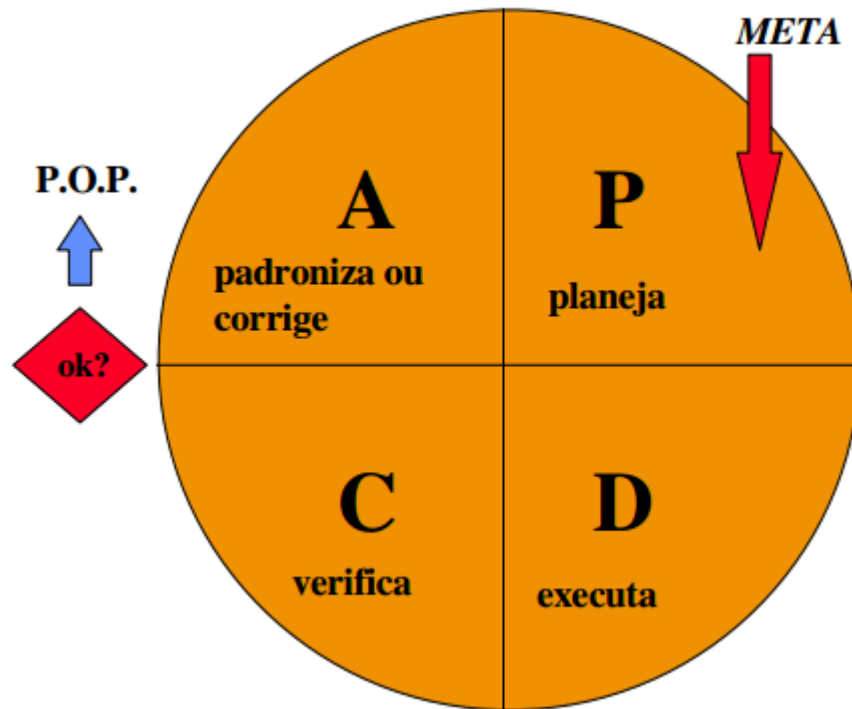 META
P.O.P.
A
padroniza ou
corrige
P
planeja
ok?
C
verifica
D
executa